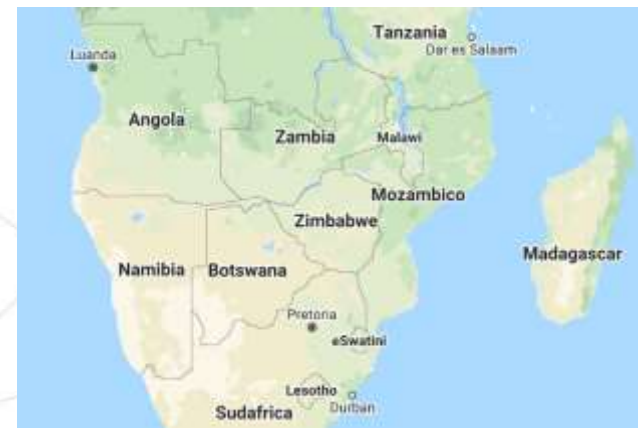 Tanzania
Dar es Salaam
Luanda
Angola
Zambia
Malawi
Mozambico
Zimbabwe
Madagascar
Namibia
Botswana
Pretoria
eSwatini
Lesotho
Durban
Sudafrica